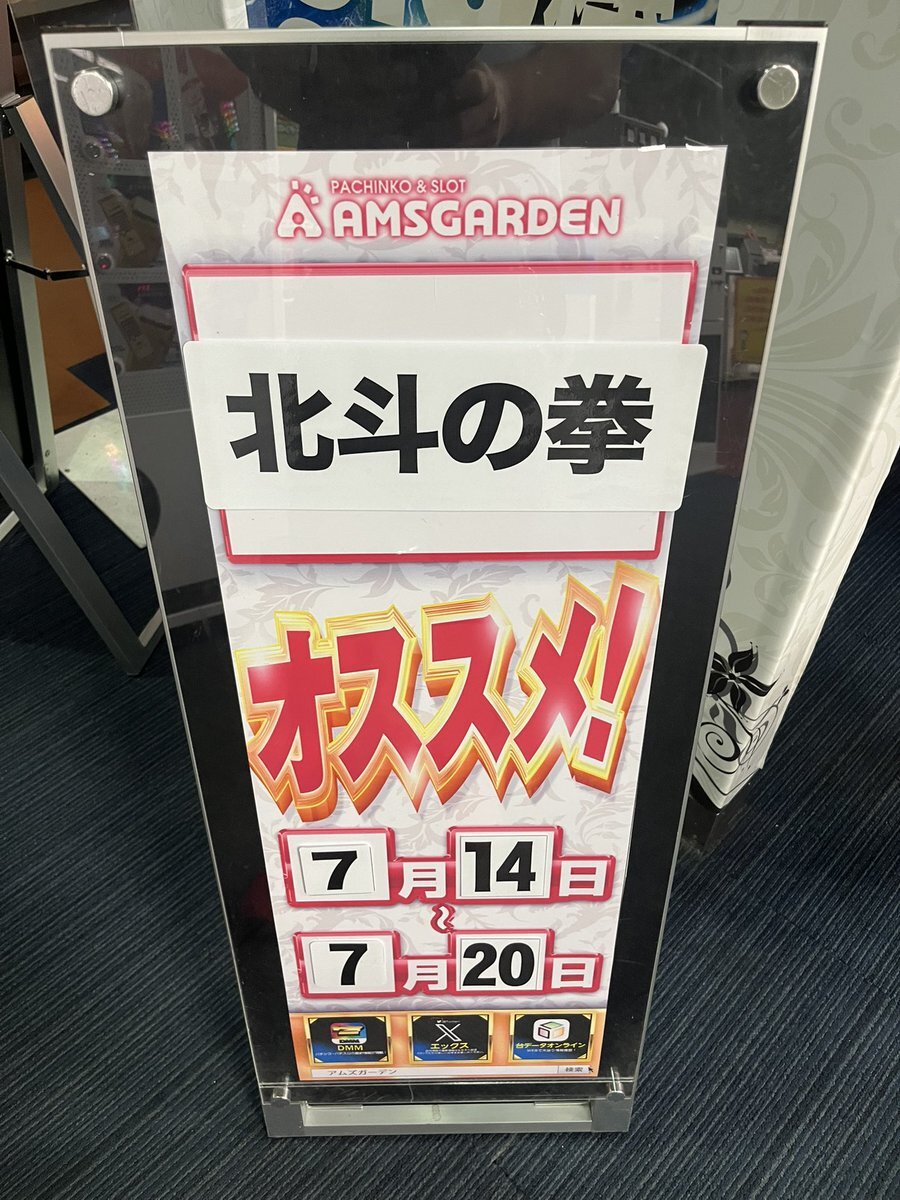 PACHINKO & SLOT
AMSGARDEN
北斗の拳
オススメ!
7月14日
〜
7月20日
DMM
エックス
台データオンライン
アムズガーデン 検索